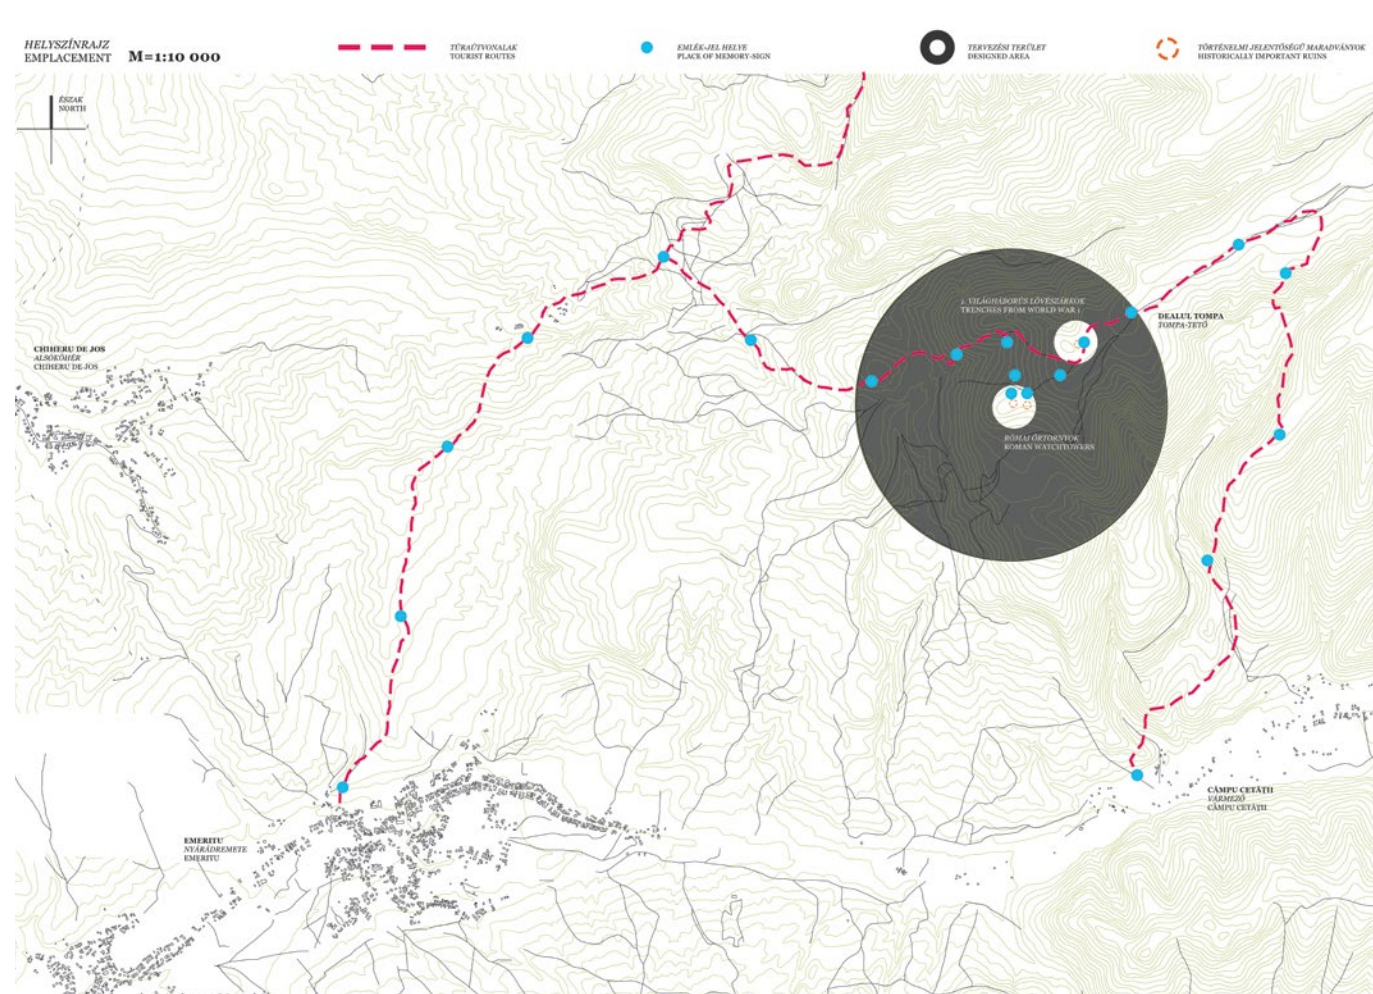 HELYSZÍNRAJZ
EMPLACEMENT M=1:10 000
TÚRAÚTVONALAK
TOURIST ROUTES
EMLÉK-JEL HELYE
PLACE OF MEMORY-SIGN
TERVEZÉSI TERÜLET
DESIGNED AREA
TÖRTÉNELMI JELENTŐSÉGŰ MARADVÁNYOK
HISTORICALLY IMPORTANT RUINS
ÉSZAK
NORTH
1. VILÁGHÁBORÚS LÖVÉSZÁRKOK
TRENCHES FROM WORLD WAR 1
DEALUL TOMPA
TOMPA-TETŐ
CHIHERU DE JOS
ALSÓKÖHÉR
CHIHERU DE JOS
RÓMAI ŐRTORNYOK
ROMAN WATCHTOWERS
CÂMPU CETĂȚII
VÁRMEZŐ
CÂMPU CETĂȚII
EMERITU
NYÁRÁDREMETE
EMERITU